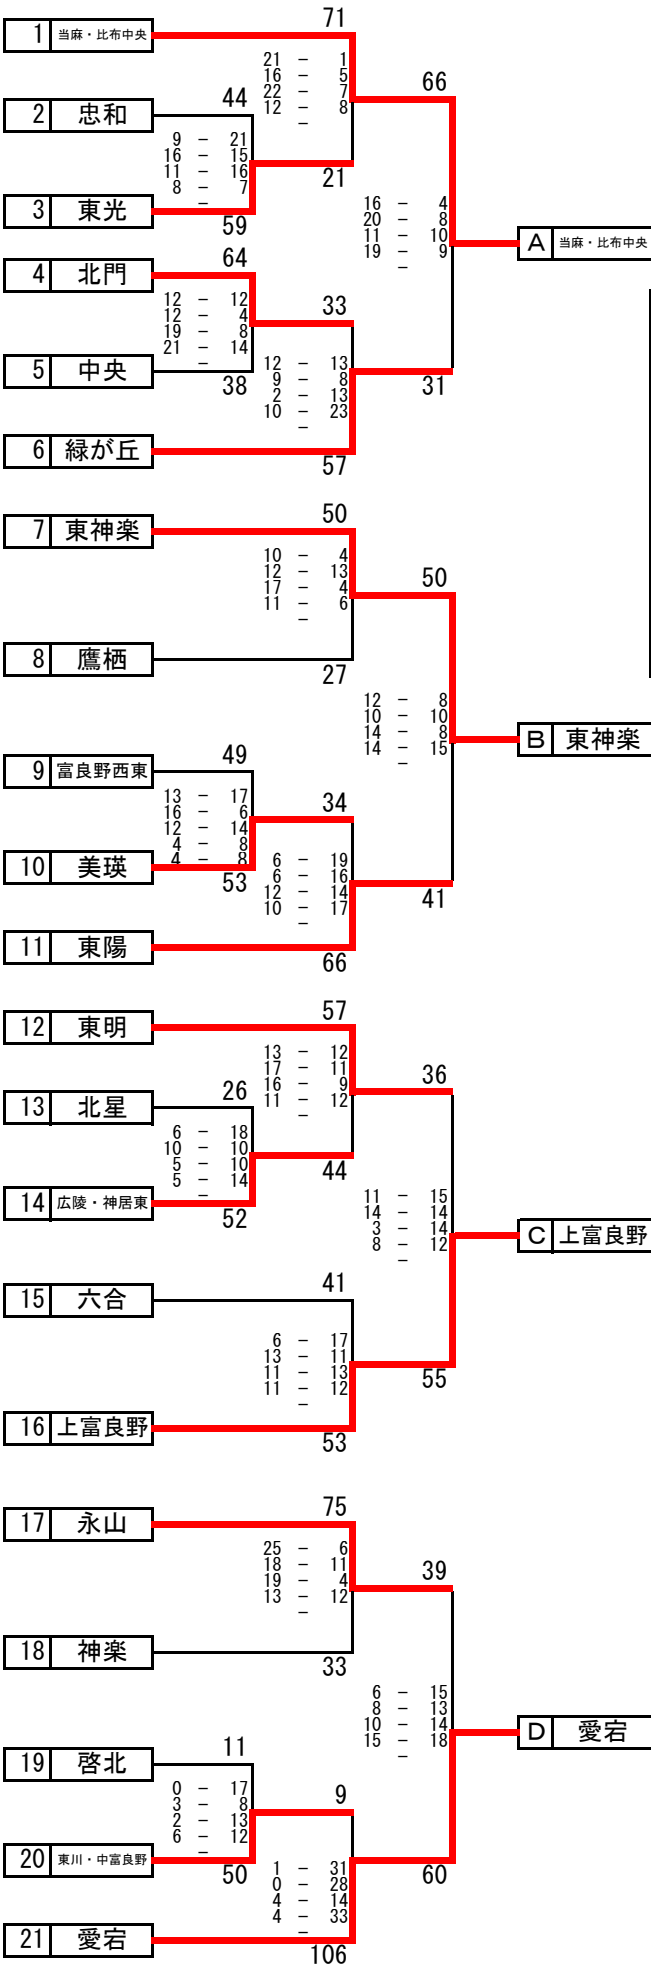 71
1 当麻・比布中央
21 － 1
16 － 5
22 － 7
12 － 8
－
66
44
2 忠和
9 － 21
16 － 15
11 － 16
8 － 7
－
21
3 東光
59
16 － 4
20 － 8
11 － 10
19 － 9
－
A 当麻・比布中央
64
4 北門
12 － 12
12 － 4
19 － 8
21 － 14
－
33
5 中央
38
12 － 13
9 － 8
2 － 13
10 － 23
－
31
6 緑が丘
57
50
7 東神楽
10 － 4
12 － 13
17 － 4
11 － 6
－
50
8 鷹栖
27
12 － 8
10 － 10
14 － 8
14 － 15
－
B 東神楽
49
9 富良野西東
13 － 17
16 － 6
12 － 14
4 － 8
4 － 8
34
10 美瑛
53
6 － 19
6 － 16
12 － 14
10 － 17
－
41
11 東陽
66
57
12 東明
13 － 12
17 － 11
16 － 9
11 － 12
－
36
26
13 北星
6 － 18
10 － 10
5 － 10
5 － 14
－
44
14 広陵・神居東
52
11 － 15
14 － 14
3 － 14
8 － 12
－
C 上富良野
41
15 六合
6 － 17
13 － 11
11 － 13
11 － 12
－
55
16 上富良野
53
75
17 永山
25 － 6
18 － 11
19 － 4
13 － 12
－
39
18 神楽
33
6 － 15
8 － 13
10 － 14
15 － 18
－
D 愛宕
11
19 啓北
0 － 17
3 － 8
2 － 13
6 － 12
－
9
20 東川・中富良野
50
1 － 31
0 － 28
4 － 14
4 － 33
－
60
21 愛宕
106